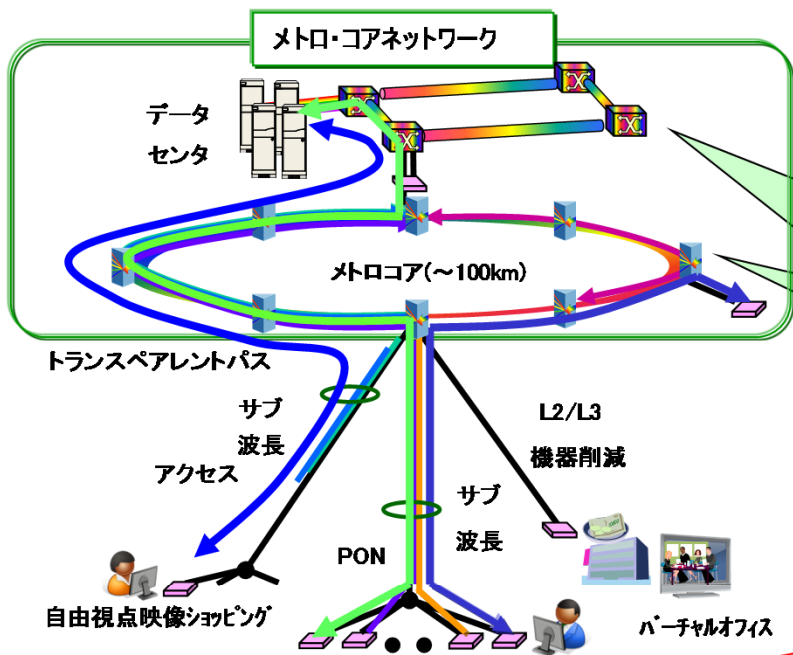 メトロ・コアネットワーク
データ
センタ
メトロコア(～100km)
トランスペアレントパス
サブ
波長
アクセス
L2/L3
機器削減
サブ
波長
PON
自由視点映像ショッピング
バーチャルオフィス